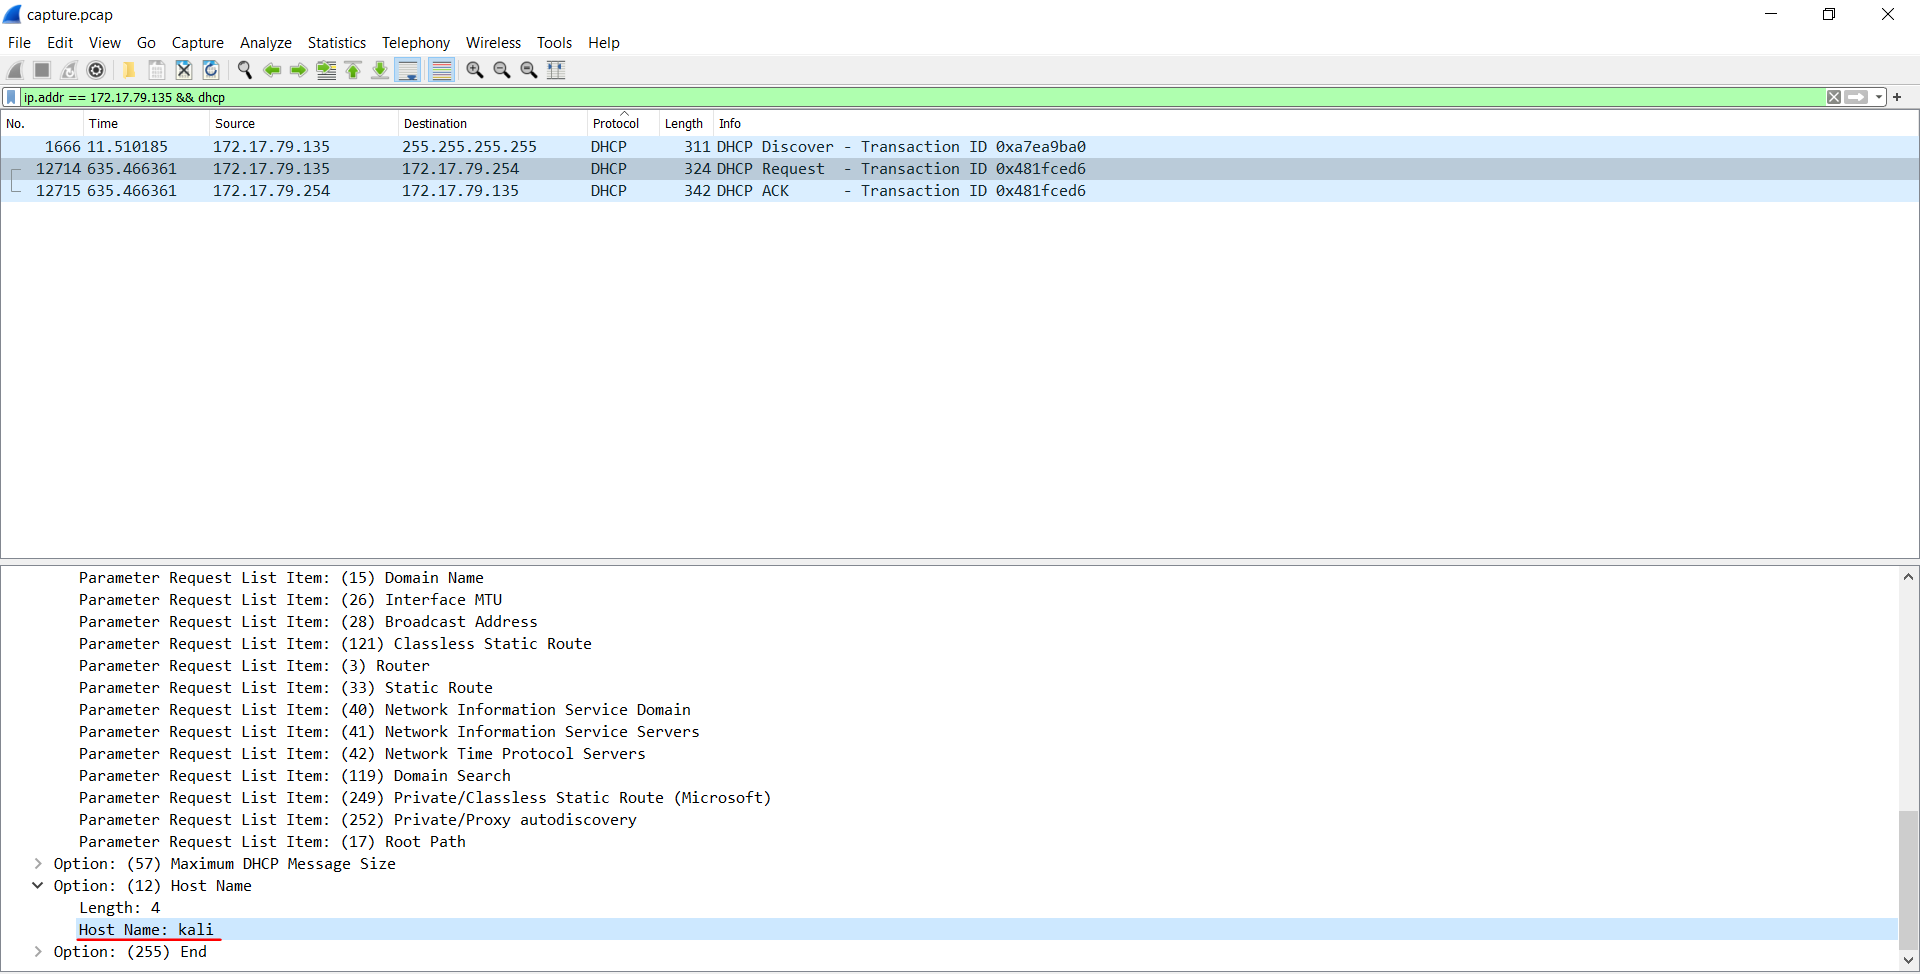 capture.pcap
File Edit View Go Capture Analyze Statistics Telephony Wireless Tools Help
ip.addr == 172.17.79.135 && dhcp
No. Time Source Destination Protocol Length Info
1666 11.510185 172.17.79.135 255.255.255.255 DHCP 311 DHCP Discover - Transaction ID 0xa7ea9ba0
12714 635.466361 172.17.79.135 172.17.79.254 DHCP 324 DHCP Request - Transaction ID 0x481fced6
12715 635.466361 172.17.79.254 172.17.79.135 DHCP 342 DHCP ACK - Transaction ID 0x481fced6
Parameter Request List Item: (15) Domain Name
Parameter Request List Item: (26) Interface MTU
Parameter Request List Item: (28) Broadcast Address
Parameter Request List Item: (121) Classless Static Route
Parameter Request List Item: (3) Router
Parameter Request List Item: (33) Static Route
Parameter Request List Item: (40) Network Information Service Domain
Parameter Request List Item: (41) Network Information Service Servers
Parameter Request List Item: (42) Network Time Protocol Servers
Parameter Request List Item: (119) Domain Search
Parameter Request List Item: (249) Private/Classless Static Route (Microsoft)
Parameter Request List Item: (252) Private/Proxy autodiscovery
Parameter Request List Item: (17) Root Path
Option: (57) Maximum DHCP Message Size
Option: (12) Host Name
Length: 4
Host Name: kali
Option: (255) End